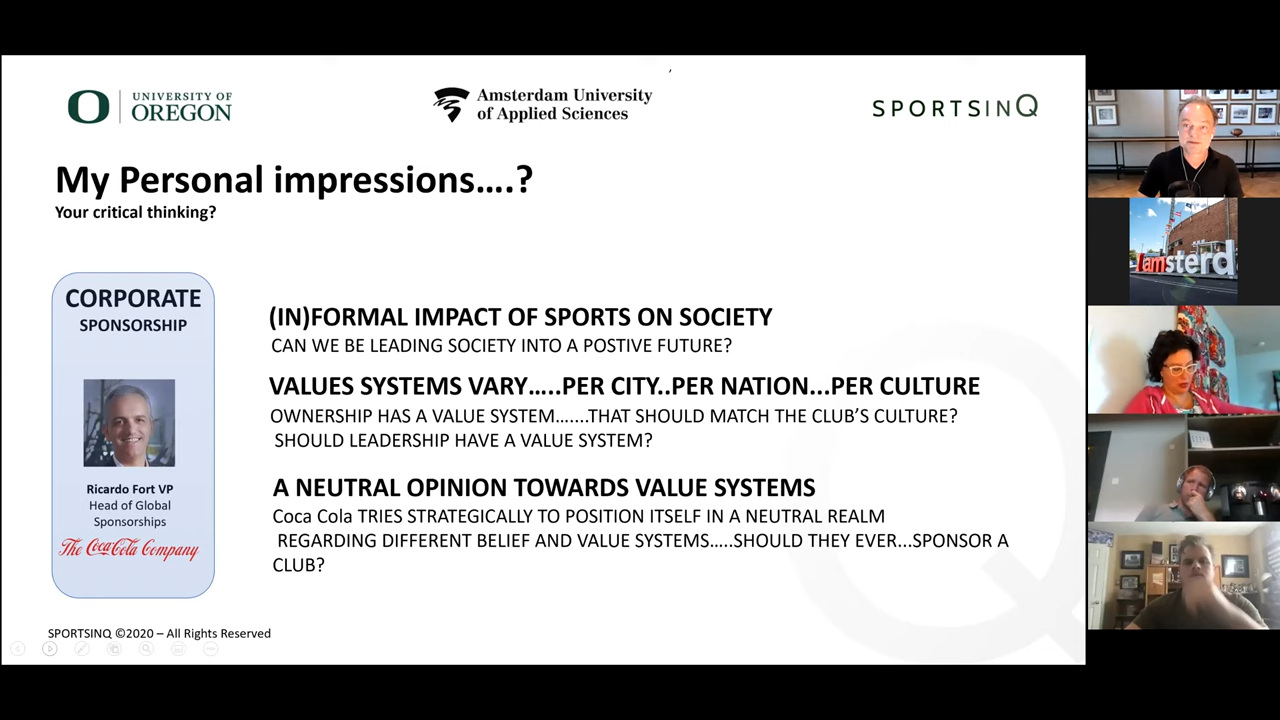 UNIVERSITY OF
OREGON
Amsterdam University
of Applied Sciences
SPORTSINQ
My Personal impressions….?
Your critical thinking?
CORPORATE
SPONSORSHIP
Ricardo Fort VP
Head of Global
Sponsorships
The Coca-Cola Company
(IN)FORMAL IMPACT OF SPORTS ON SOCIETY
CAN WE BE LEADING SOCIETY INTO A POSTIVE FUTURE?
VALUES SYSTEMS VARY…..PER CITY..PER NATION...PER CULTURE
OWNERSHIP HAS A VALUE SYSTEM…....THAT SHOULD MATCH THE CLUB'S CULTURE?
SHOULD LEADERSHIP HAVE A VALUE SYSTEM?
A NEUTRAL OPINION TOWARDS VALUE SYSTEMS
Coca Cola TRIES STRATEGICALLY TO POSITION ITSELF IN A NEUTRAL REALM
REGARDING DIFFERENT BELIEF AND VALUE SYSTEMS…..SHOULD THEY EVER...SPONSOR A
CLUB?
SPORTSINQ ©2020 – All Rights Reserved
Iamsterd